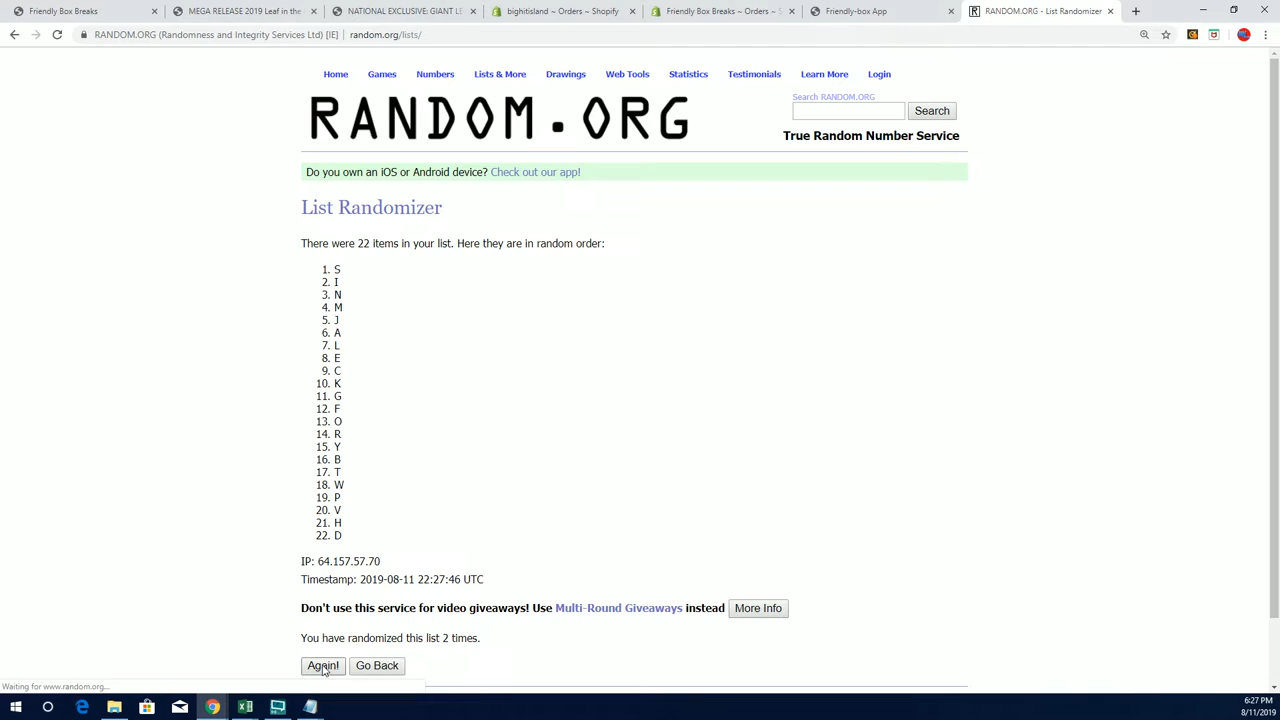 Friendly Box Breaks
MEGA RELEASE 2019 Leaf in the
NATIONAL EXCLUSIVE: GIANT LE
bighitisland ~ Orders ~ Shopify
Friendly Box Breaks ~ Orders ~ S
Friendly-box App
RANDOM.ORG - List Randomizer
RANDOM.ORG (Randomness and Integrity Services Ltd) [IE] | random.org/lists/
Home Games Numbers Lists & More Drawings Web Tools Statistics Testimonials Learn More Login
RANDOM.ORG
Search RANDOM.ORG
Search
True Random Number Service
Do you own an iOS or Android device? Check out our app!
List Randomizer
There were 22 items in your list. Here they are in random order:
1. S
2. I
3. N
4. M
5. J
6. A
7. L
8. E
9. C
10. K
11. G
12. F
13. O
14. R
15. Y
16. B
17. T
18. W
19. P
20. V
21. H
22. D
IP: 64.157.57.70
Timestamp: 2019-08-11 22:27:46 UTC
Don't use this service for video giveaways! Use Multi-Round Giveaways instead More Info
You have randomized this list 2 times.
Again! Go Back
Waiting for www.random.org...
6:27 PM
8/11/2019